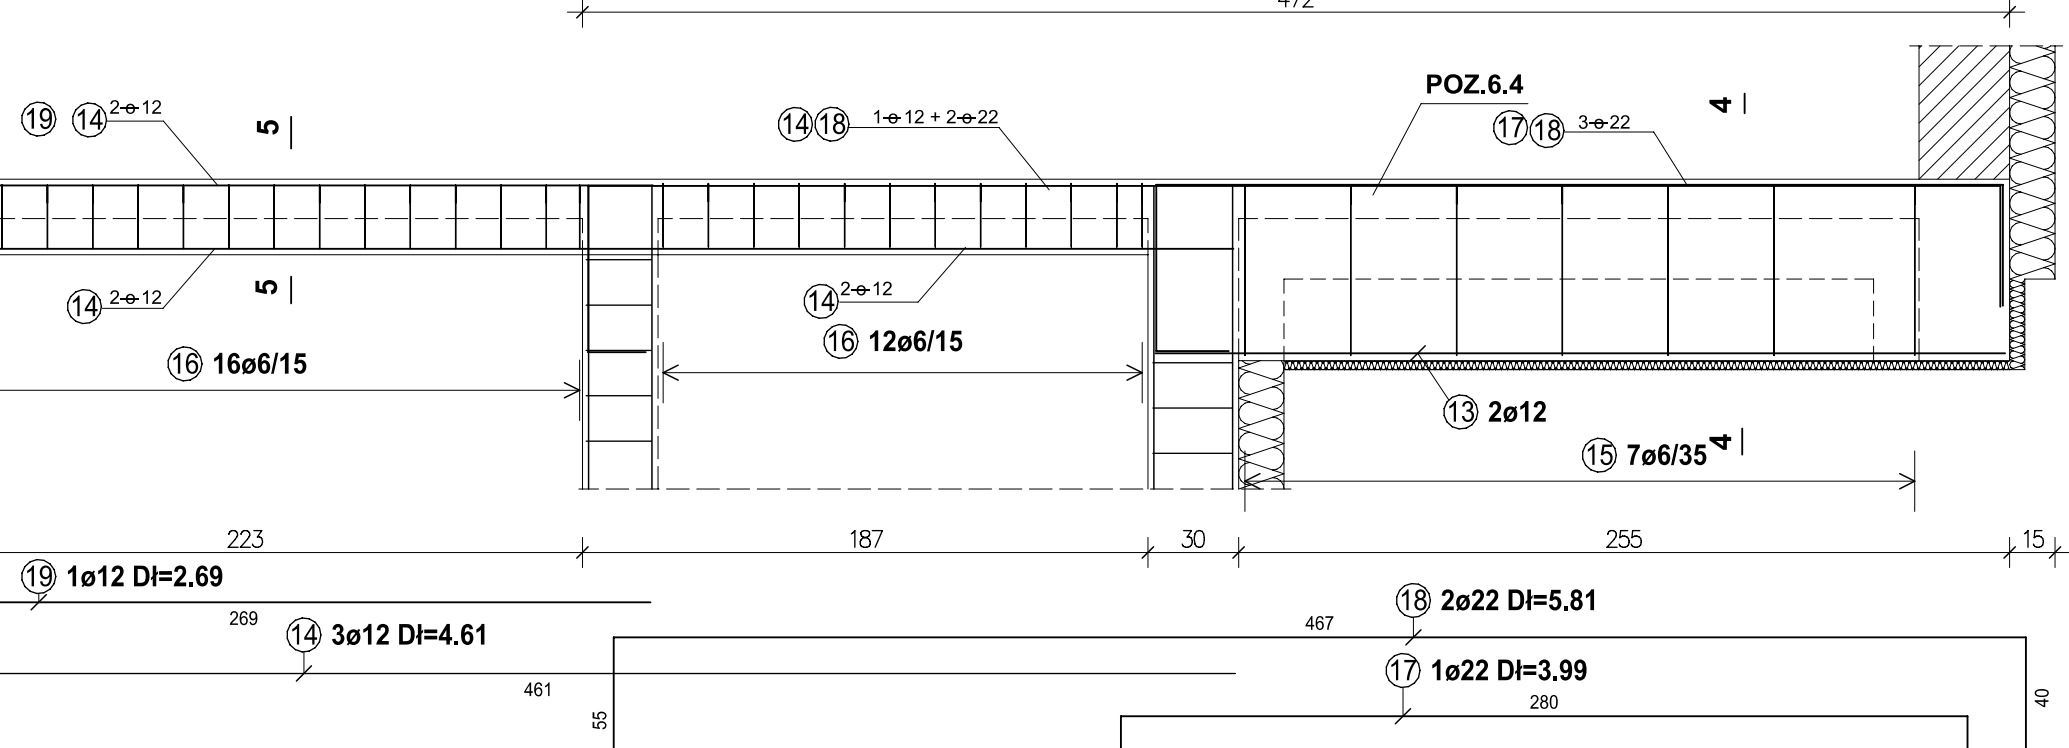 472
POZ.6.4
19 14 2ø12
5
14 18 1ø12 + 2ø22
17 18 3ø22
4
14 2ø12
5
14 2ø12
16 16ø6/15
16 12ø6/15
13 2ø12
15 7ø6/35
4
223
187
30
255
15
19 1ø12 Dł=2.69
269
14 3ø12 Dł=4.61
461
18 2ø22 Dł=5.81
467
17 1ø22 Dł=3.99
280
55
40